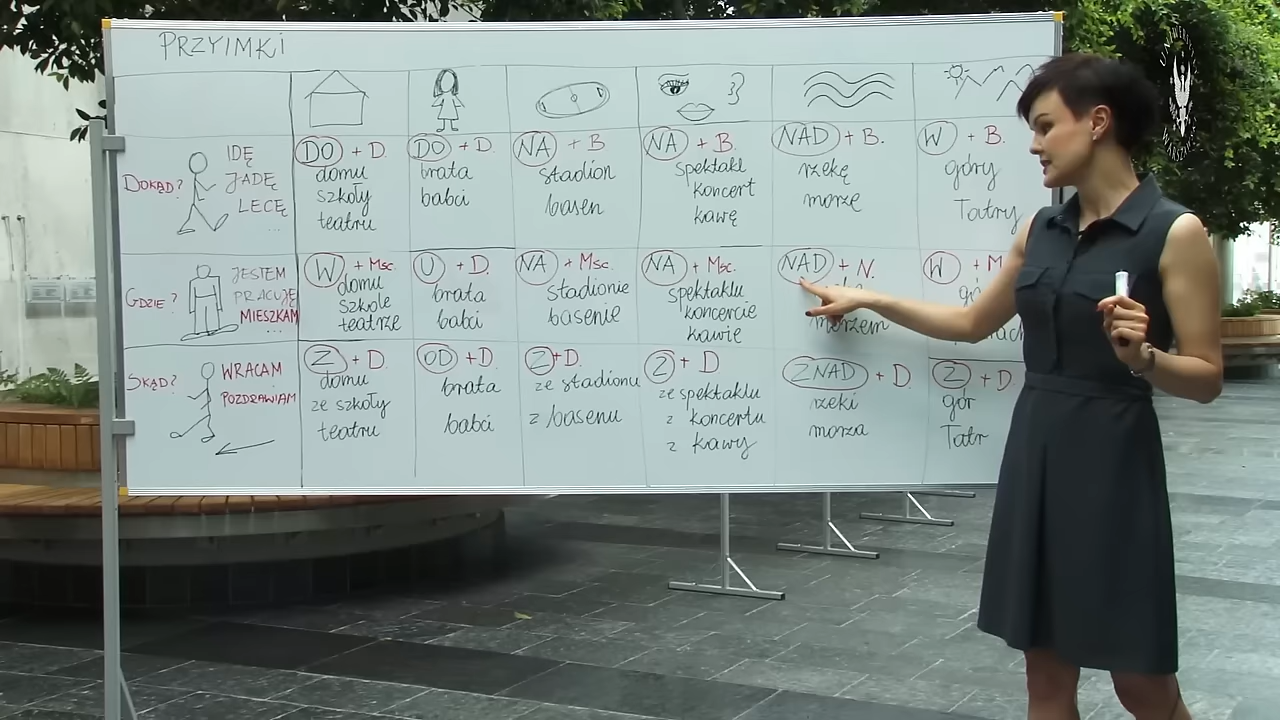 PRZYIMKI
DOKĄD?
IDĘ
JADĘ
LECĘ
...
DO + D.
domu
szkoły
teatru
DO + D
brata
babci
NA + B
stadion
basen
NA + B.
spektakl
koncert
kawę
NAD + B.
rzekę
morze
W + B.
góry
Tatry
GDZIE?
JESTEM
PRACUJĘ
MIESZKAM
...
W + Msc.
domu
szkole
teatrze
U + D.
brata
babci
NA + Msc.
stadionie
basenie
NA + Msc.
spektaklu
koncercie
kawie
NAD + N.
morzem
W + M
SKĄD?
WRACAM
POZDRAWIAM
Z + D.
domu
ze szkoły
teatru
OD + D.
brata
babci
Z + D.
ze stadionu
z basenu
Z + D
ze spektaklu
z koncertu
z kawy
ZNAD + D.
rzeki
morza
Z + D.
gór
Tatr